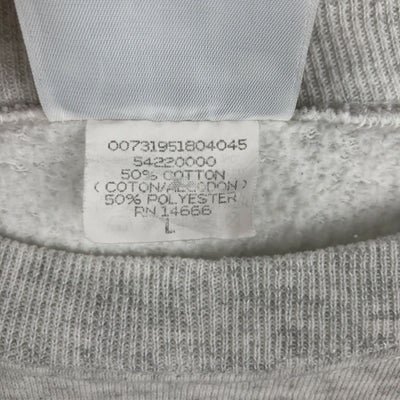 00731951804045
54220000
50% COTTON
(COTON/ALGODON)
50% POLYESTER
RN 14666
L